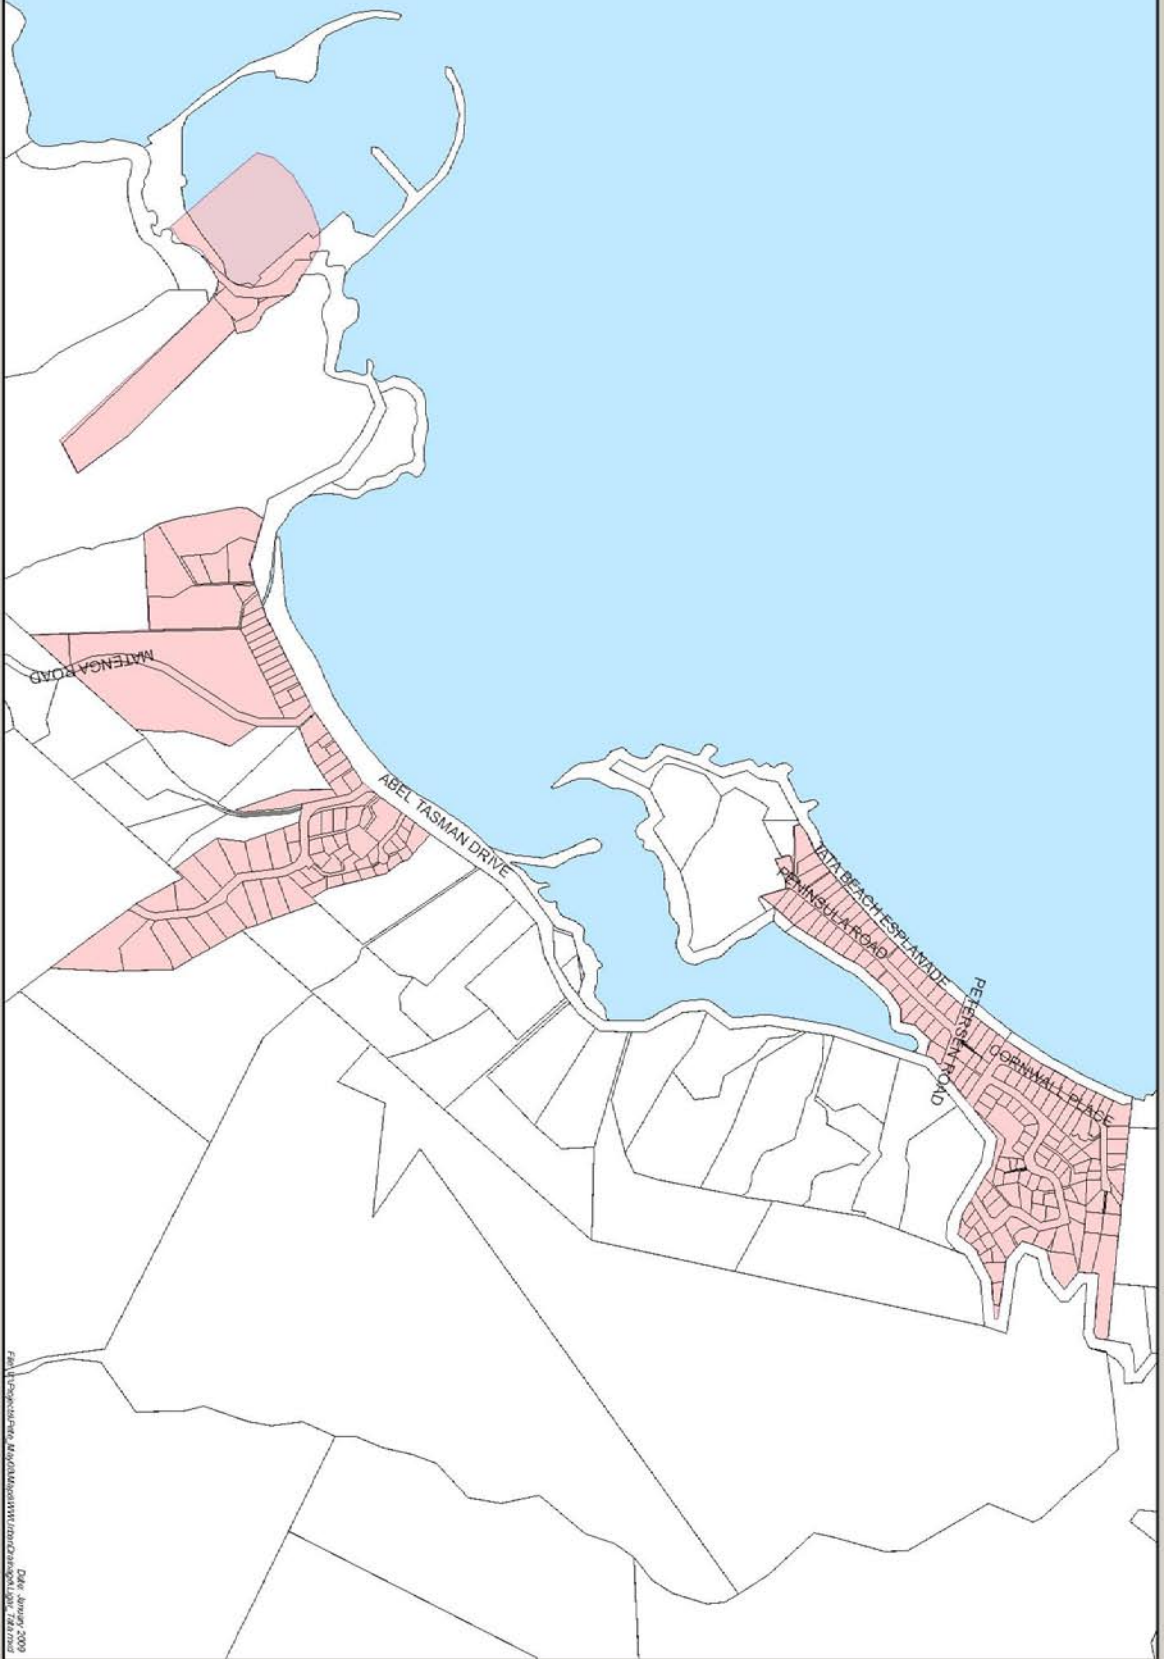 MATENGA ROAD
ABEL TASMAN DRIVE
TATA BEACH ESPLANADE
PENINSULA ROAD
PETERSEN ROAD
CORNWALL PLACE
Date: January 2009